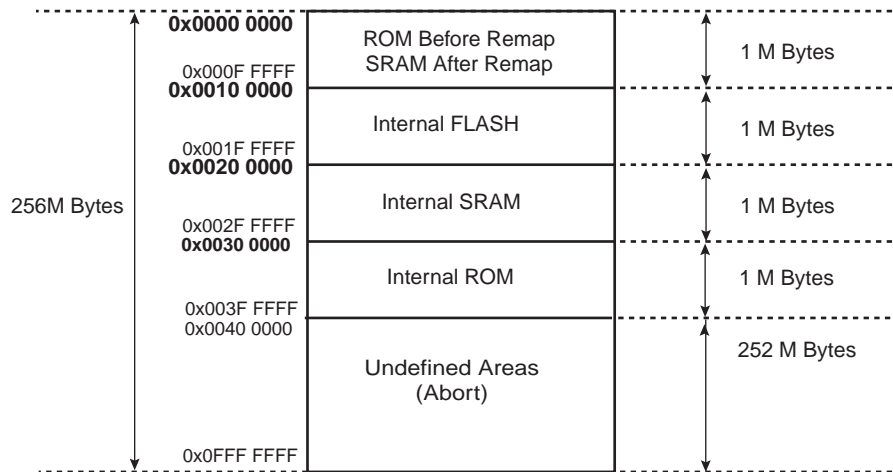 0x0000 0000
ROM Before Remap
SRAM After Remap
1 M Bytes
0x000F FFFF
0x0010 0000
Internal FLASH
1 M Bytes
0x001F FFFF
0x0020 0000
256M Bytes
Internal SRAM
1 M Bytes
0x002F FFFF
0x0030 0000
Internal ROM
1 M Bytes
0x003F FFFF
0x0040 0000
252 M Bytes
Undefined Areas
(Abort)
0x0FFF FFFF